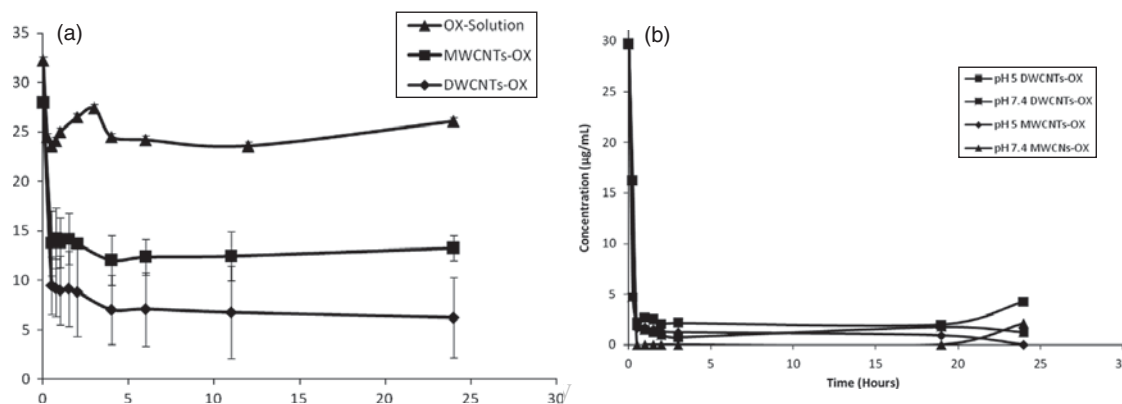 (a)
OX-Solution
MWCNTs-OX
DWCNTs-OX
35
30
25
20
15
10
5
0
0 5 10 15 20 25 30
(b)
pH 5 DWCNTs-OX
pH 7.4 DWCNTs-OX
pH 5 MWCNTs-OX
pH 7.4 MWCNs-OX
Concentration (µg/mL)
30
25
20
15
10
5
0
0 5 10 15 20 25 30
Time (Hours)